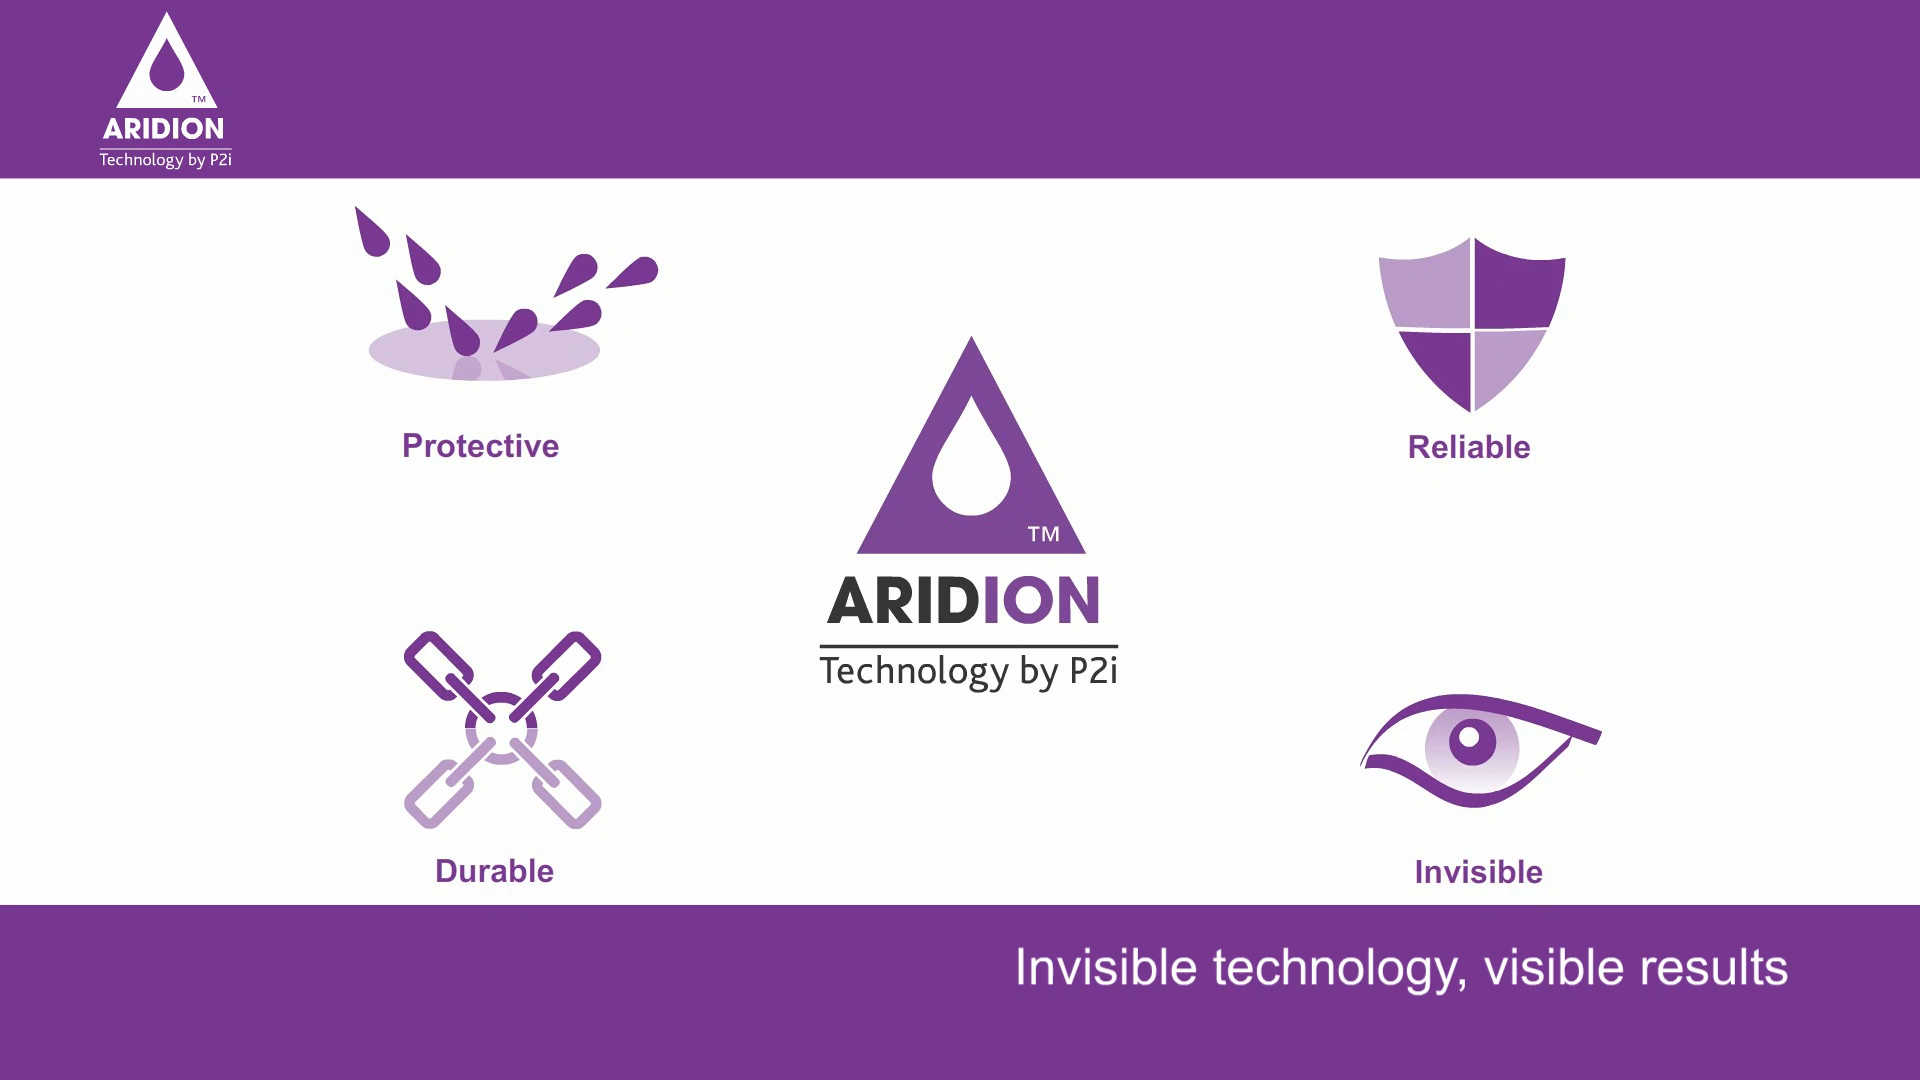 TM
ARIDION
Technology by P2i
Protective
Reliable
TM
ARIDION
Technology by P2i
Durable
Invisible
Invisible technology, visible results